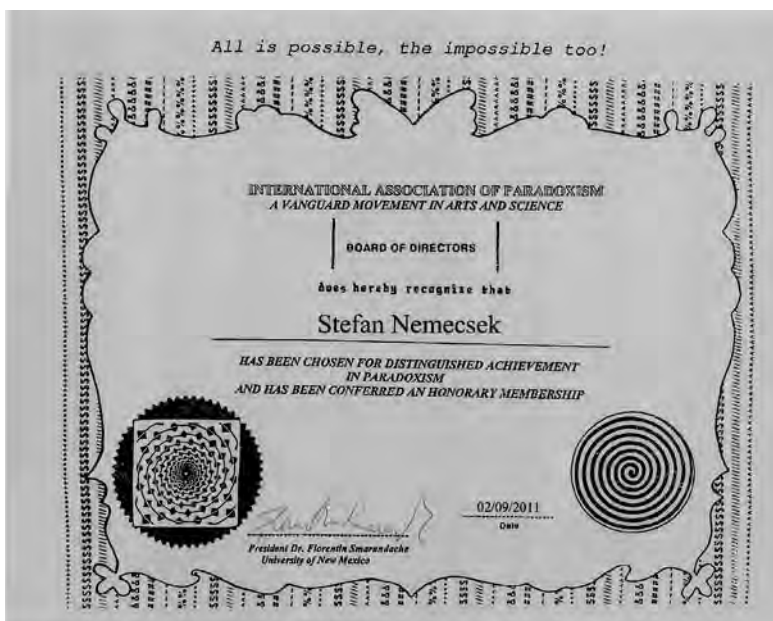 All is possible, the impossible too!
INTERNATIONAL ASSOCIATION OF PARADOXISM
A VANGUARD MOVEMENT IN ARTS AND SCIENCE
BOARD OF DIRECTORS
does hereby recognize that
Stefan Nemecsek
HAS BEEN CHOSEN FOR DISTINGUISHED ACHIEVEMENT
IN PARADOXISM
AND HAS BEEN CONFERRED AN HONORARY MEMBERSHIP
02/09/2011
Date
President Dr. Florentin Smarandache
University of New Mexico